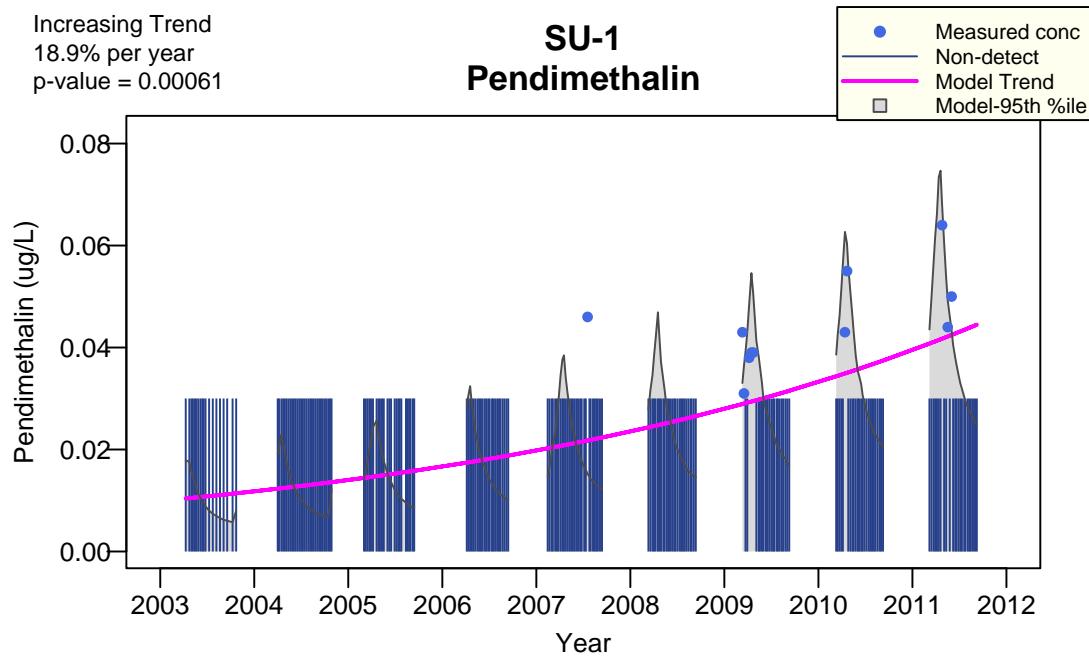 Increasing Trend
18.9% per year
p-value = 0.00061
SU-1
Pendimethalin
Measured conc
Non-detect
Model Trend
Model-95th %ile
Pendimethalin (ug/L)
0.08
0.06
0.04
0.02
0.00
2003 2004 2005 2006 2007 2008 2009 2010 2011 2012
Year